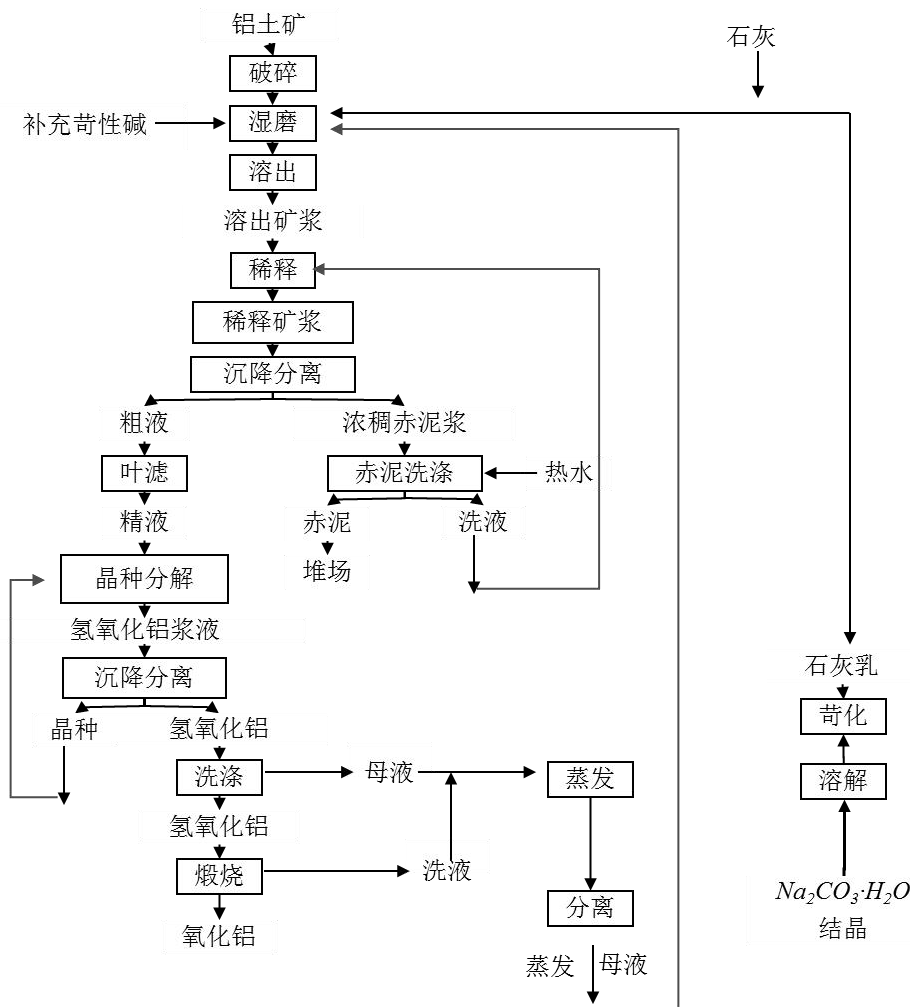 铝土矿
石灰
破碎
补充苛性碱
湿磨
溶出
溶出矿浆
稀释
稀释矿浆
沉降分离
粗液
浓稠赤泥浆
叶滤
赤泥洗涤
热水
精液
赤泥
洗液
堆场
晶种分解
氢氧化铝浆液
沉降分离
石灰乳
晶种
氢氧化铝
苛化
洗涤
母液
蒸发
溶解
氢氧化铝
煅烧
洗液
Na₂CO₃·H₂O
结晶
分离
氧化铝
蒸发 母液